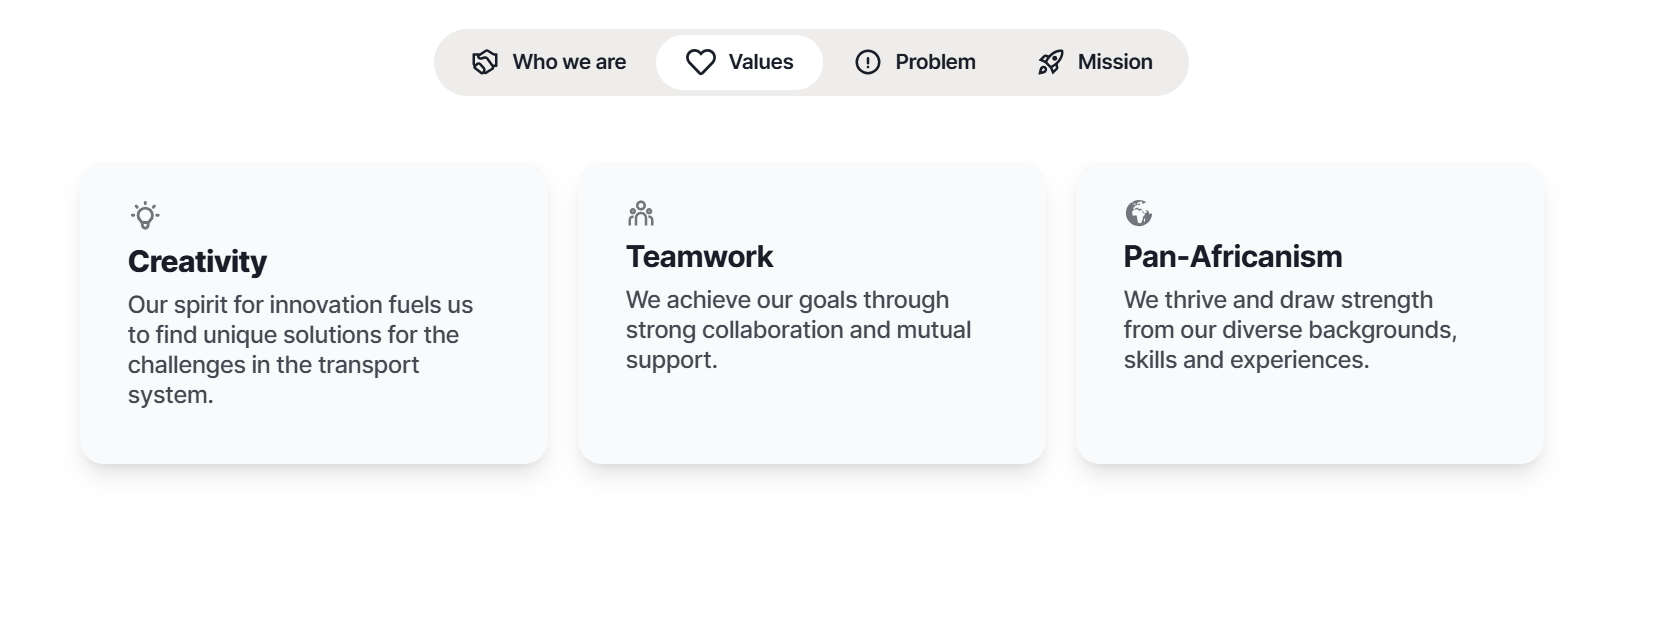 Who we are
Values
Problem
Mission
Creativity
Our spirit for innovation fuels us
to find unique solutions for the
challenges in the transport
system.
Teamwork
We achieve our goals through
strong collaboration and mutual
support.
Pan-Africanism
We thrive and draw strength
from our diverse backgrounds,
skills and experiences.